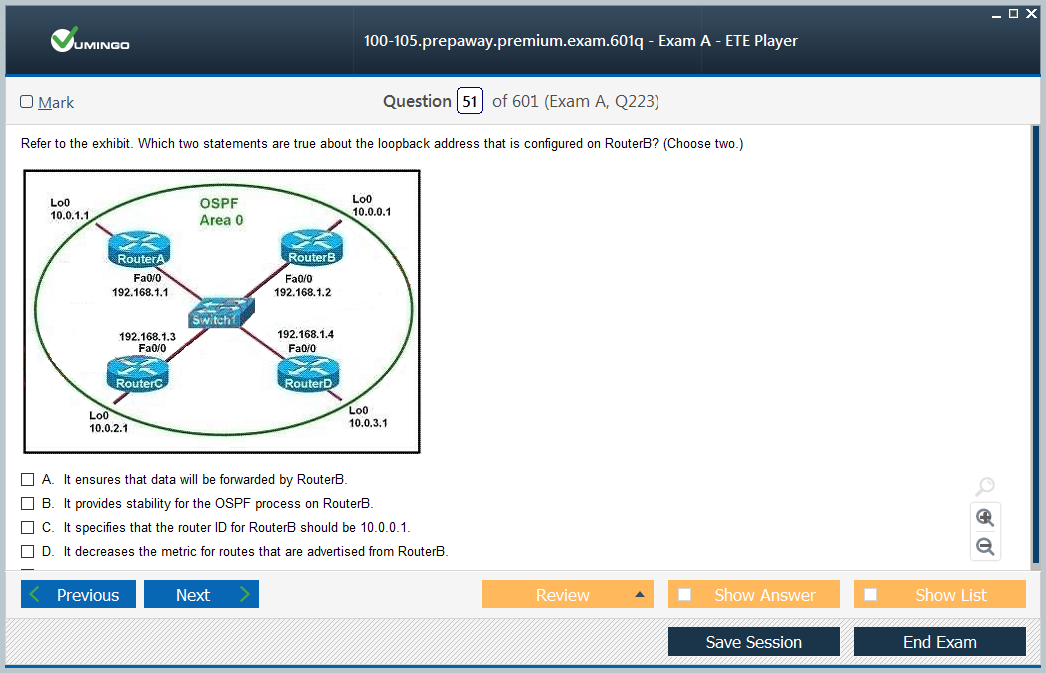 VUMINGO
100-105.prepaway.premium.exam.601q - Exam A - ETE Player
Mark
Question 51 of 601 (Exam A, Q223)
Refer to the exhibit. Which two statements are true about the loopback address that is configured on RouterB? (Choose two.)
Lo0
10.0.1.1
OSPF
Area 0
Lo0
10.0.0.1
RouterA
RouterB
Fa0/0
192.168.1.1
Fa0/0
192.168.1.2
Switch1
192.168.1.3
Fa0/0
192.168.1.4
Fa0/0
RouterC
RouterD
Lo0
10.0.2.1
Lo0
10.0.3.1
A. It ensures that data will be forwarded by RouterB.
B. It provides stability for the OSPF process on RouterB.
C. It specifies that the router ID for RouterB should be 10.0.0.1.
D. It decreases the metric for routes that are advertised from RouterB.
Previous
Next
Review
Show Answer
Show List
Save Session
End Exam